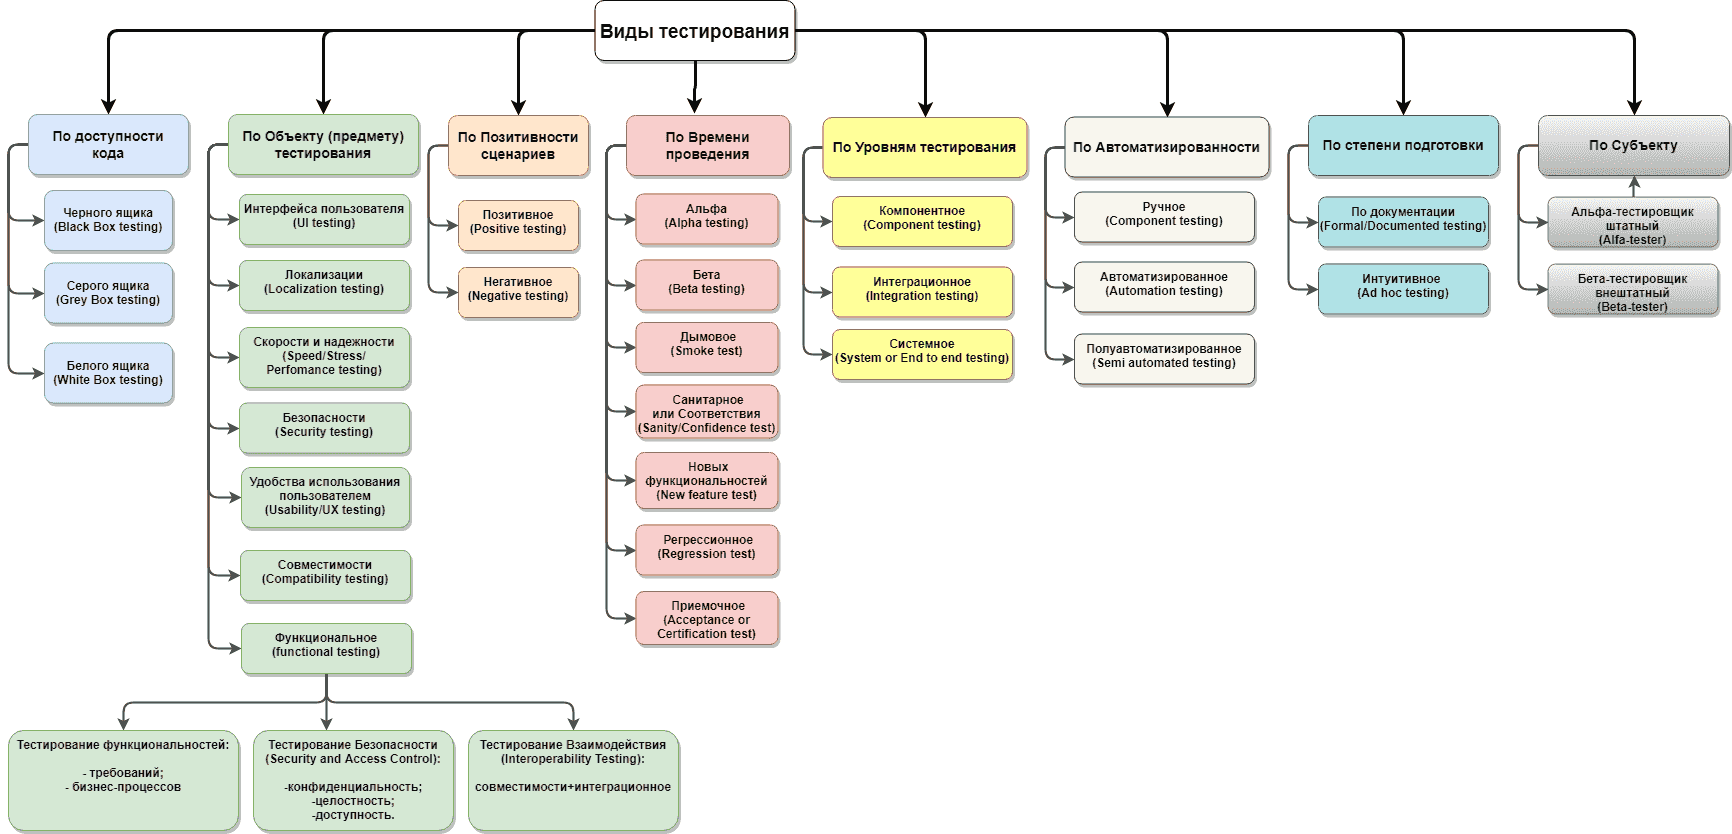 Виды тестирования
По доступности
кода
Черного ящика
(Black Box testing)
Серого ящика
(Grey Box testing)
Белого ящика
(White Box testing)
По Объекту (предмету)
тестирования
Интерфейса пользователя
(UI testing)
Локализации
(Localization testing)
Скорости и надежности
(Speed/Stress/
Perfomance testing)
Безопасности
(Security testing)
Удобства использования
пользователем
(Usability/UX testing)
Совместимости
(Compatibility testing)
Функциональное
(functional testing)
Тестирование функциональностей:
- требований;
- бизнес-процессов
Тестирование Безопасности
(Security and Access Control):
-конфиденциальность;
-целостность;
-доступность.
Тестирование Взаимодействия
(Interoperability Testing):
совместимости+интеграционное
По Позитивности
сценариев
Позитивное
(Positive testing)
Негативное
(Negative testing)
По Времени
проведения
Альфа
(Alpha testing)
Бета
(Beta testing)
Дымовое
(Smoke test)
Санитарное
или Соответствия
(Sanity/Confidence test)
Новых
функциональностей
(New feature test)
Регрессионное
(Regression test)
Приемочное
(Acceptance or
Certification test)
По Уровням тестирования
Компонентное
(Component testing)
Интеграционное
(Integration testing)
Системное
(System or End to end testing)
По Автоматизированности
Ручное
(Component testing)
Автоматизированное
(Automation testing)
Полуавтоматизированное
(Semi automated testing)
По степени подготовки
По документации
(Formal/Documented testing)
Интуитивное
(Ad hoc testing)
По Субъекту
Альфа-тестировщик
штатный
(Alfa-tester)
Бета-тестировщик
внештатный
(Beta-tester)